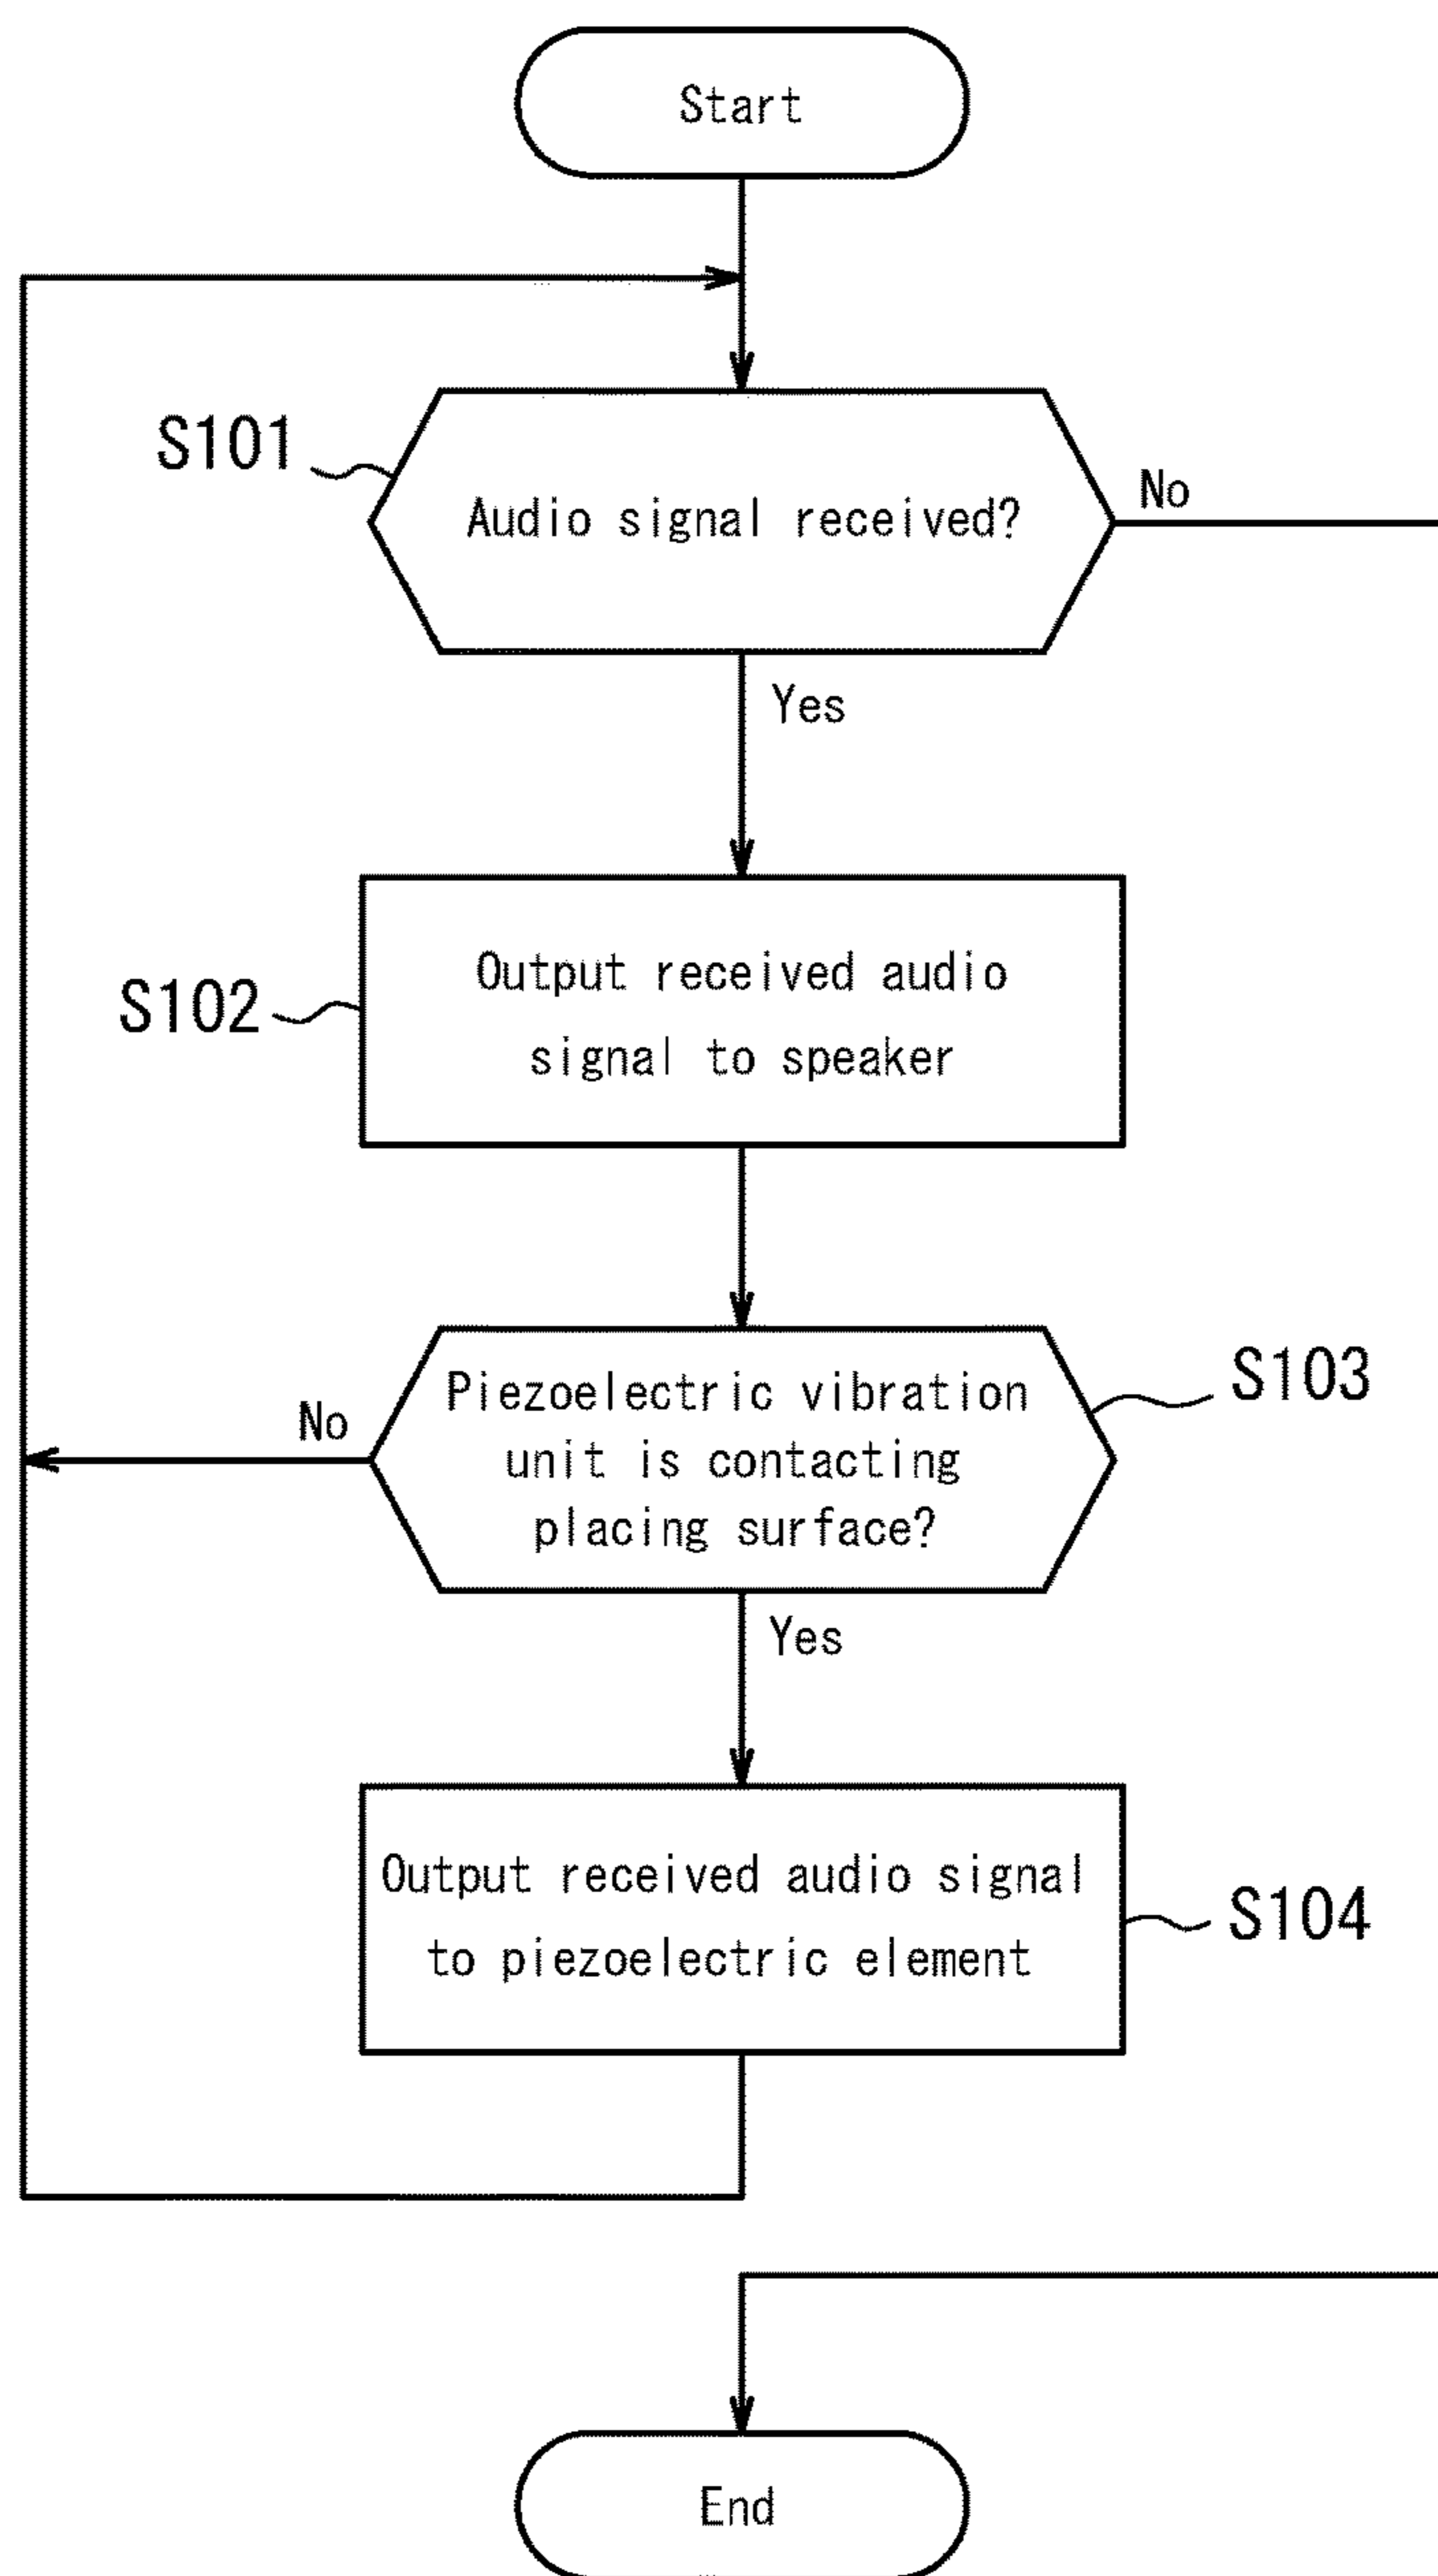 Start
S101
Audio signal received?
No
Yes
S102
Output received audio
signal to speaker
S103
Piezoelectric vibration
unit is contacting
placing surface?
No
Yes
S104
Output received audio signal
to piezoelectric element
End